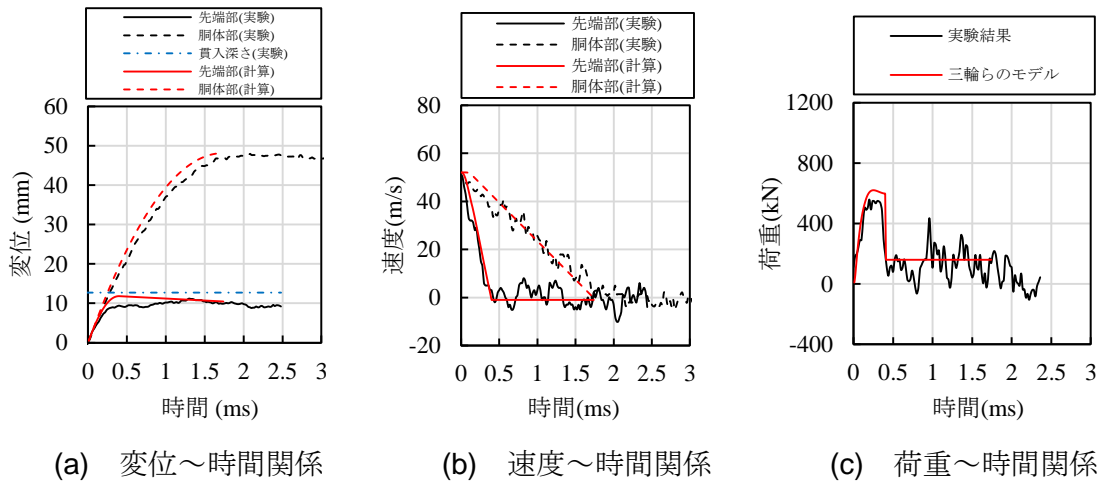 先端部(実験)
胴体部(実験)
貫入深さ(実験)
先端部(計算)
胴体部(計算)
60
50
40
30
20
10
0
変位 (mm)
0 0.5 1 1.5 2 2.5 3
時間 (ms)
(a) 変位～時間関係
先端部(実験)
胴体部(実験)
先端部(計算)
胴体部(計算)
80
60
40
20
0
-20
速度(m/s)
0 0.5 1 1.5 2 2.5 3
時間(ms)
(b) 速度～時間関係
実験結果
三輪らのモデル
1200
800
400
0
-400
荷重(kN)
0 1 2 3
時間(ms)
(c) 荷重～時間関係